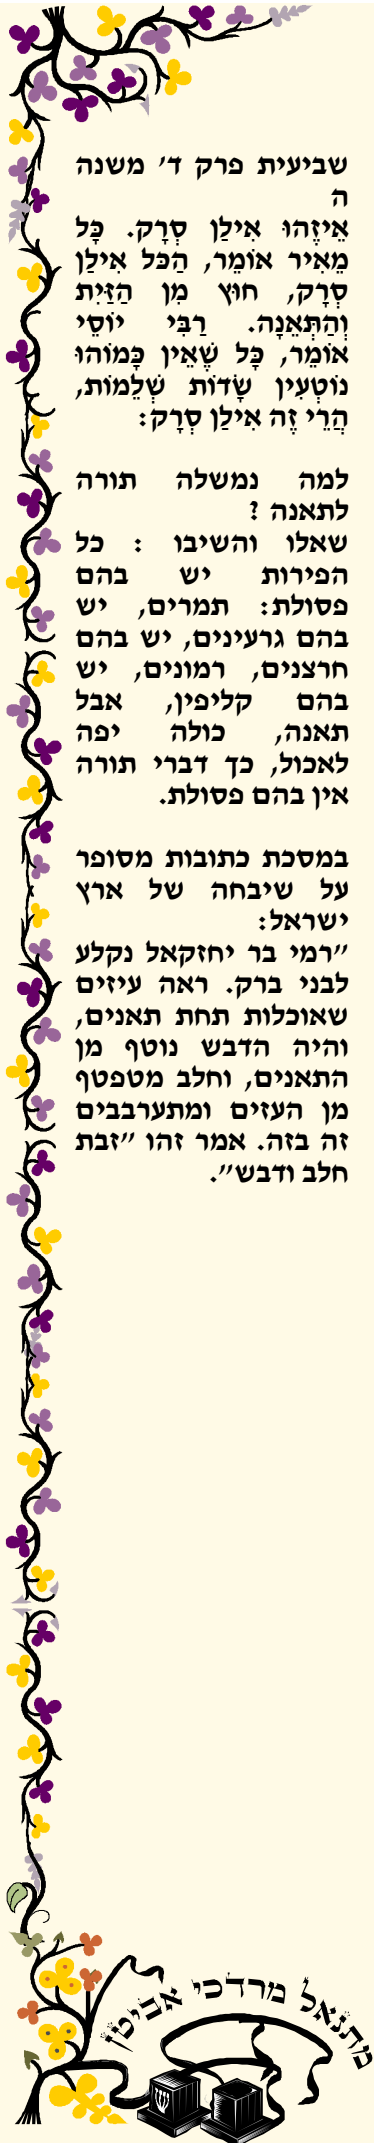 שביעית פרק ד׳ משנה
ה
אֵיזֶהוּ אִילַן סְרָק. כָּל
מֵאִיר אוֹמֵר, הַכֹּל אִילַן
סְרָק, חוּץ מִן הַזַּיִת
וְהַתְּאֵנָה. רַבִּי יוֹסֵי
אוֹמֵר, כָּל שֶׁאֵין כָּמוֹהוּ
נוֹטְעִין שָׂדוֹת שְׁלֵמוֹת,
הֲרֵי זֶה אִילַן סְרָק:
למה נמשלה תורה
לתאנה ?
שאלו והשיבו : כל
הפירות יש בהם
פסולת: תמרים, יש
בהם גרעינים, יש בהם
חרצנים, רמונים, יש
בהם קליפין, אבל
תאנה, כולה יפה
לאכול, כך דברי תורה
אין בהם פסולת.
במסכת כתובות מסופר
על שיבחה של ארץ
ישראל:
״רמי בר יחזקאל נקלע
לבני ברק. ראה עיזים
שאוכלות תחת תאנים,
והיה הדבש נוטף מן
התאנים, וחלב מטפטף
מן העזים ומתערבבים
זה בזה. אמר זהו ״זבת
חלב ודבש״.
מתנאל מרדכי אביטן
ש